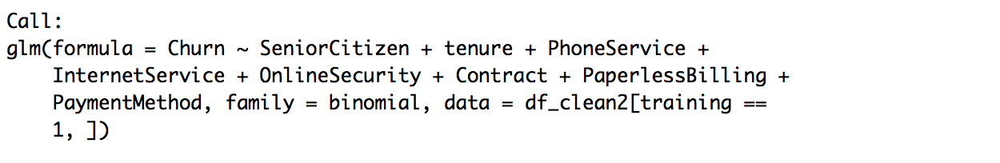 Call:
glm(formula = Churn ~ SeniorCitizen + tenure + PhoneService +
    InternetService + OnlineSecurity + Contract + PaperlessBilling +
    PaymentMethod, family = binomial, data = df_clean2[training ==
    1, ])